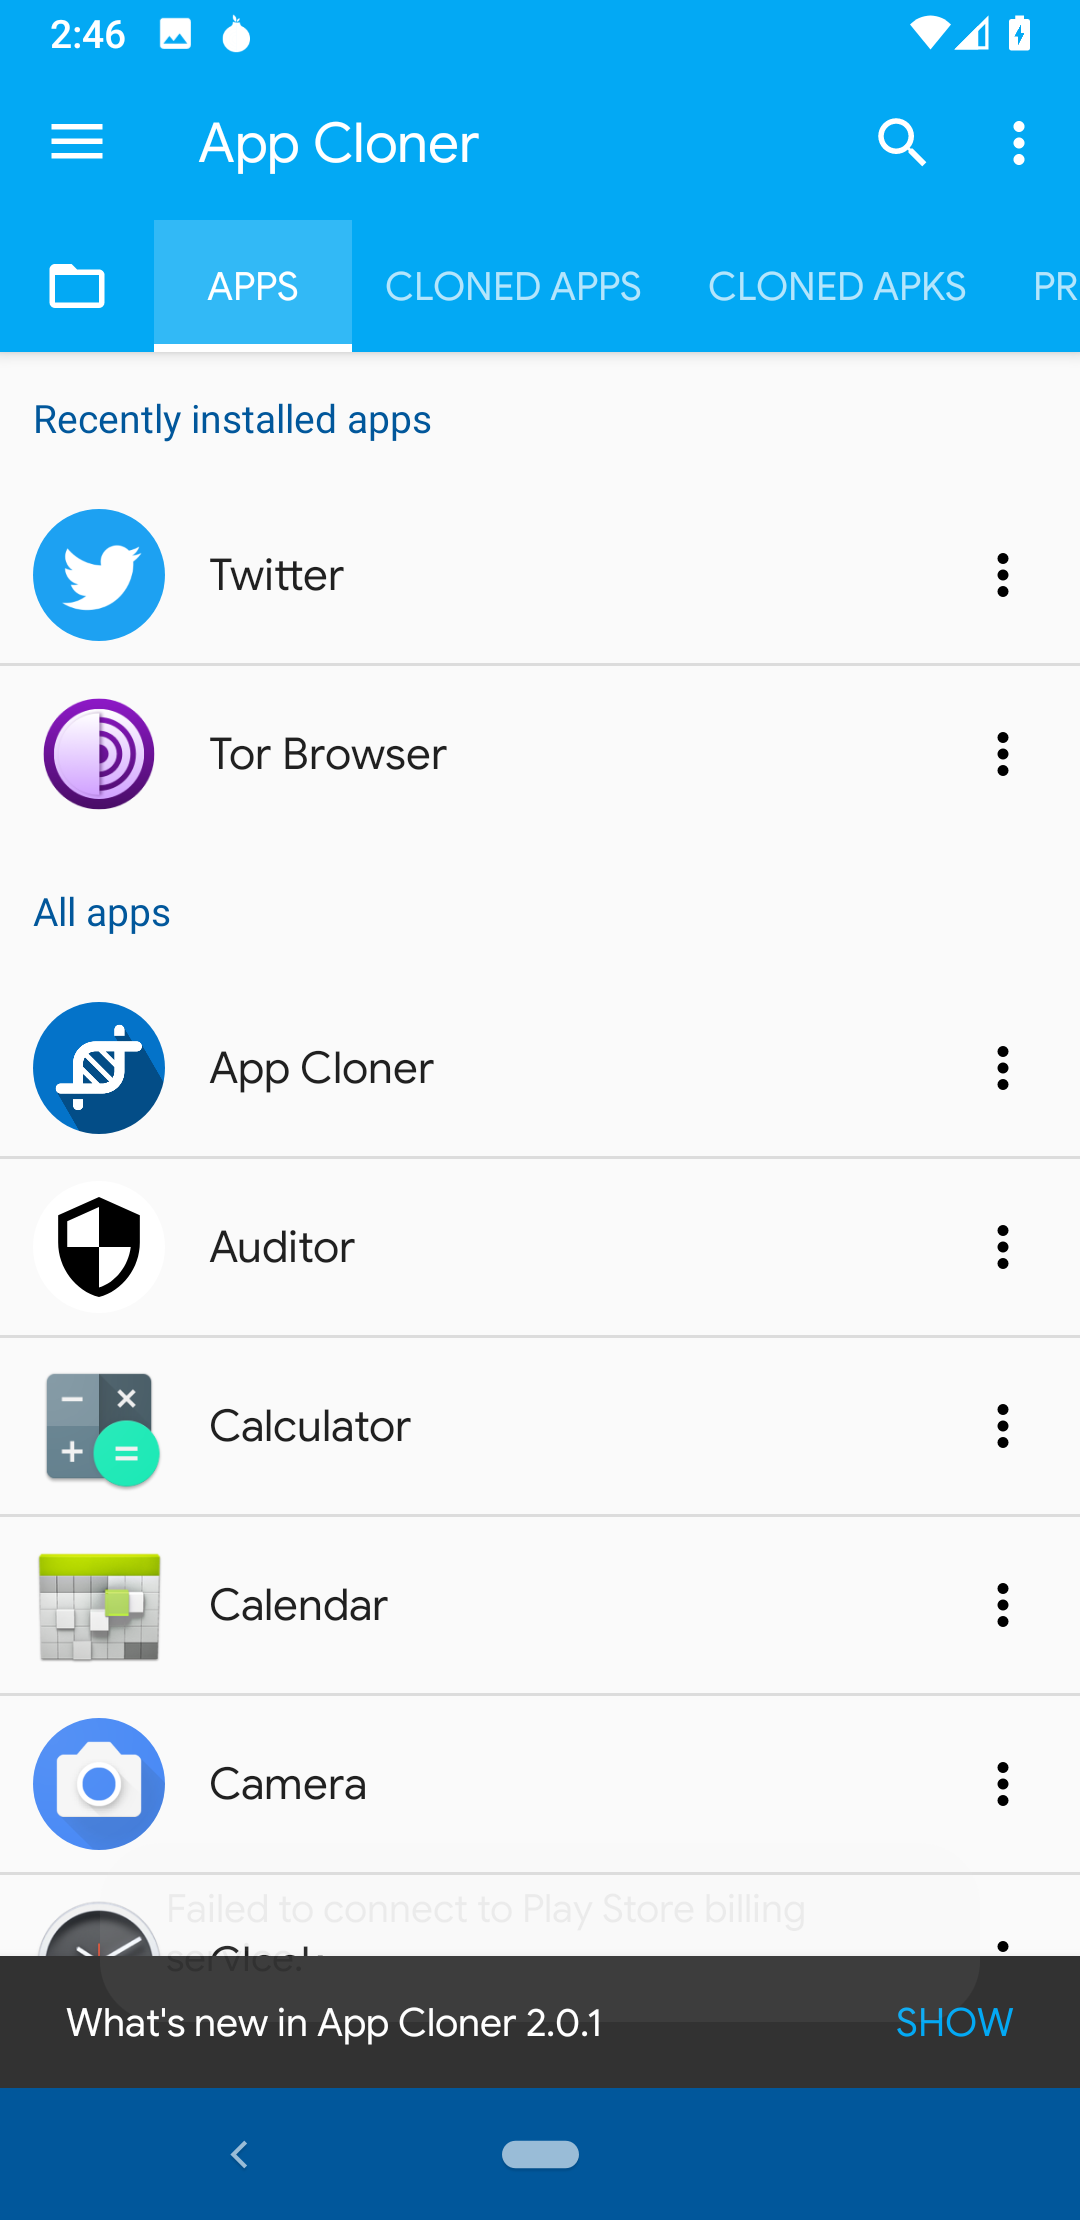 2:46
App Cloner
APPS CLONED APPS CLONED APKS PR
Recently installed apps
Twitter
Tor Browser
All apps
App Cloner
Auditor
Calculator
Calendar
Camera
Failed to connect to Play Store billing
service.
What's new in App Cloner 2.0.1 SHOW